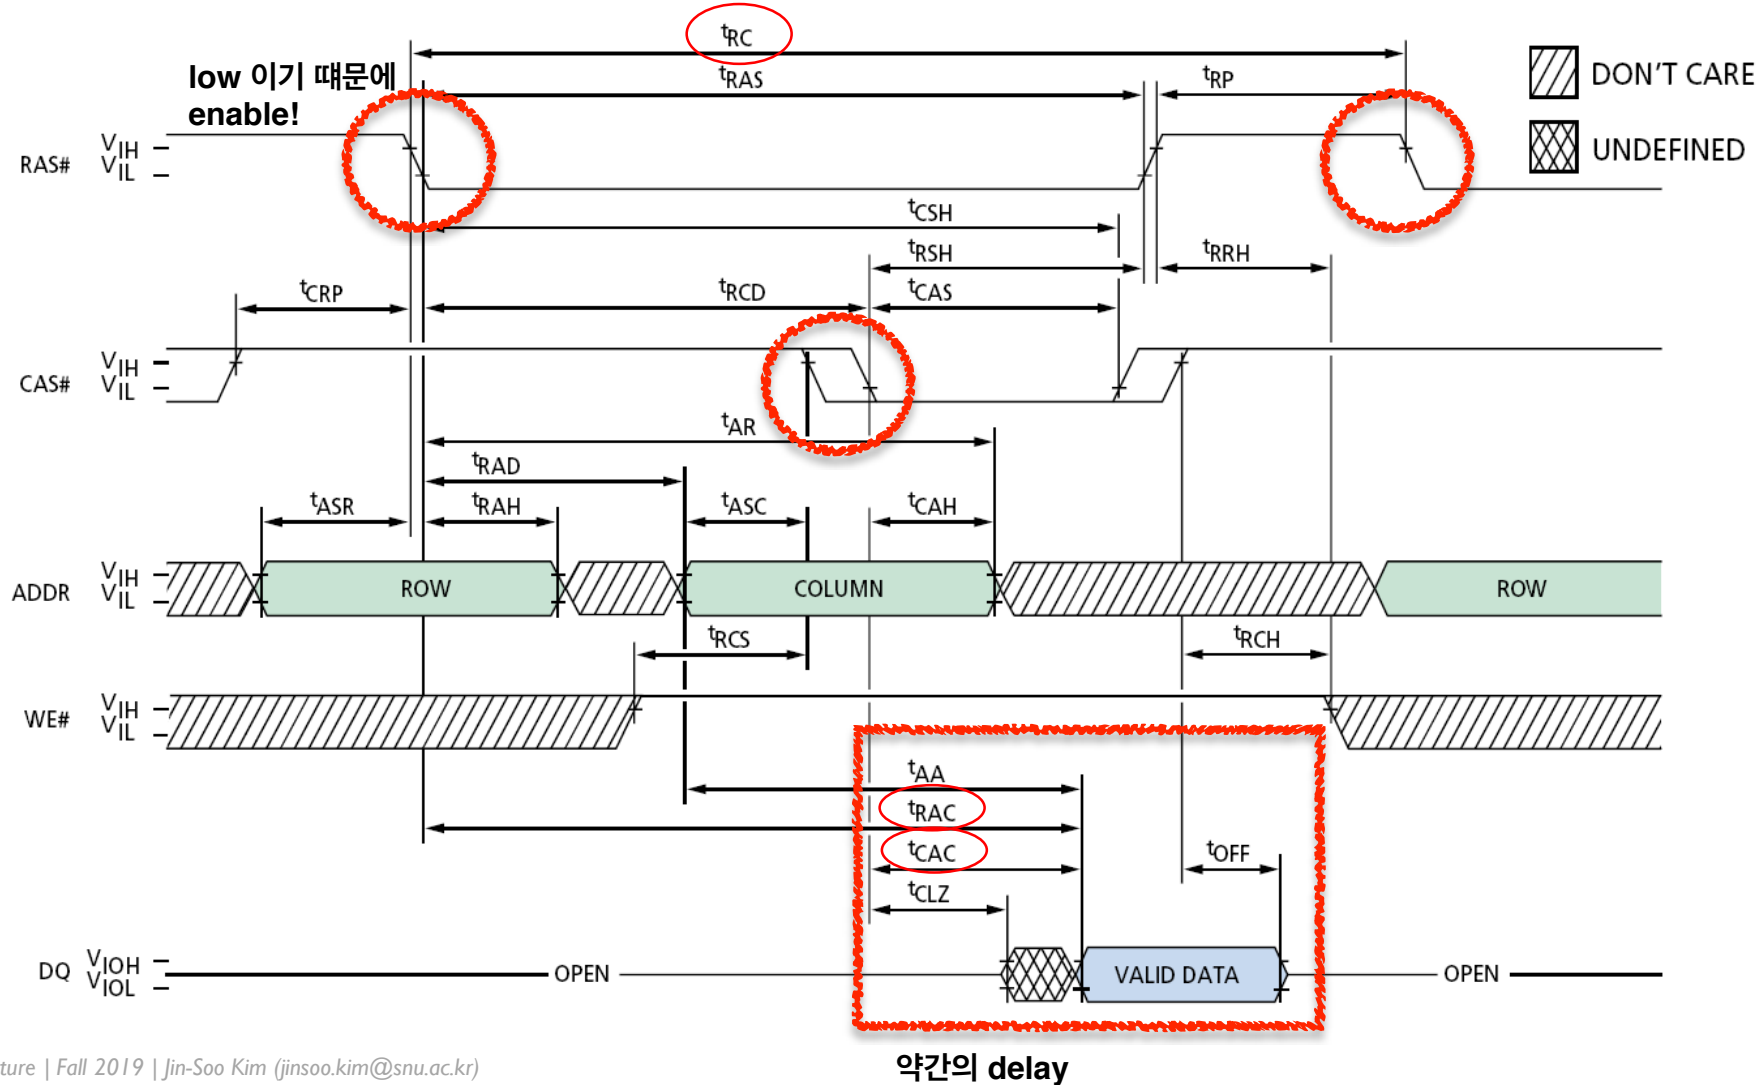 tRC
low 이기 떄문에
enable!
tRAS
tRP
DON'T CARE
UNDEFINED
RAS#
VIH
VIL
tCSH
tRSH
tRRH
tCRP
tRCD
tCAS
CAS#
VIH
VIL
tAR
tRAD
tASR
tRAH
tASC
tCAH
ADDR
VIH
VIL
ROW
COLUMN
ROW
tRCS
tRCH
WE#
VIH
VIL
tAA
tRAC
tCAC
tOFF
tCLZ
DQ
VIOH
VIOL
OPEN
VALID DATA
OPEN
ture | Fall 2019 | Jin-Soo Kim (jinsoo.kim@snu.ac.kr)
약간의 delay